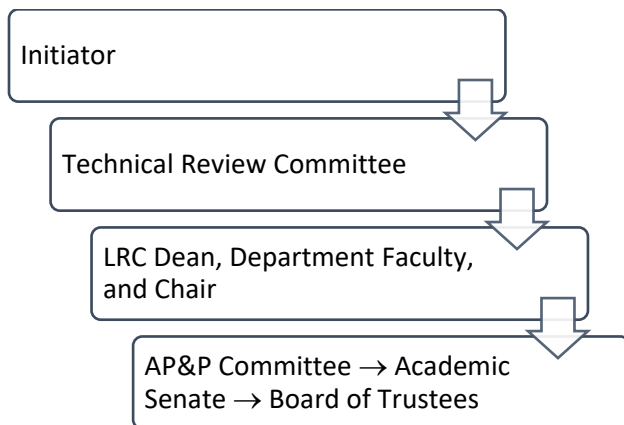 Initiator
Technical Review Committee
LRC Dean, Department Faculty,
and Chair
AP&P Committee → Academic
Senate → Board of Trustees